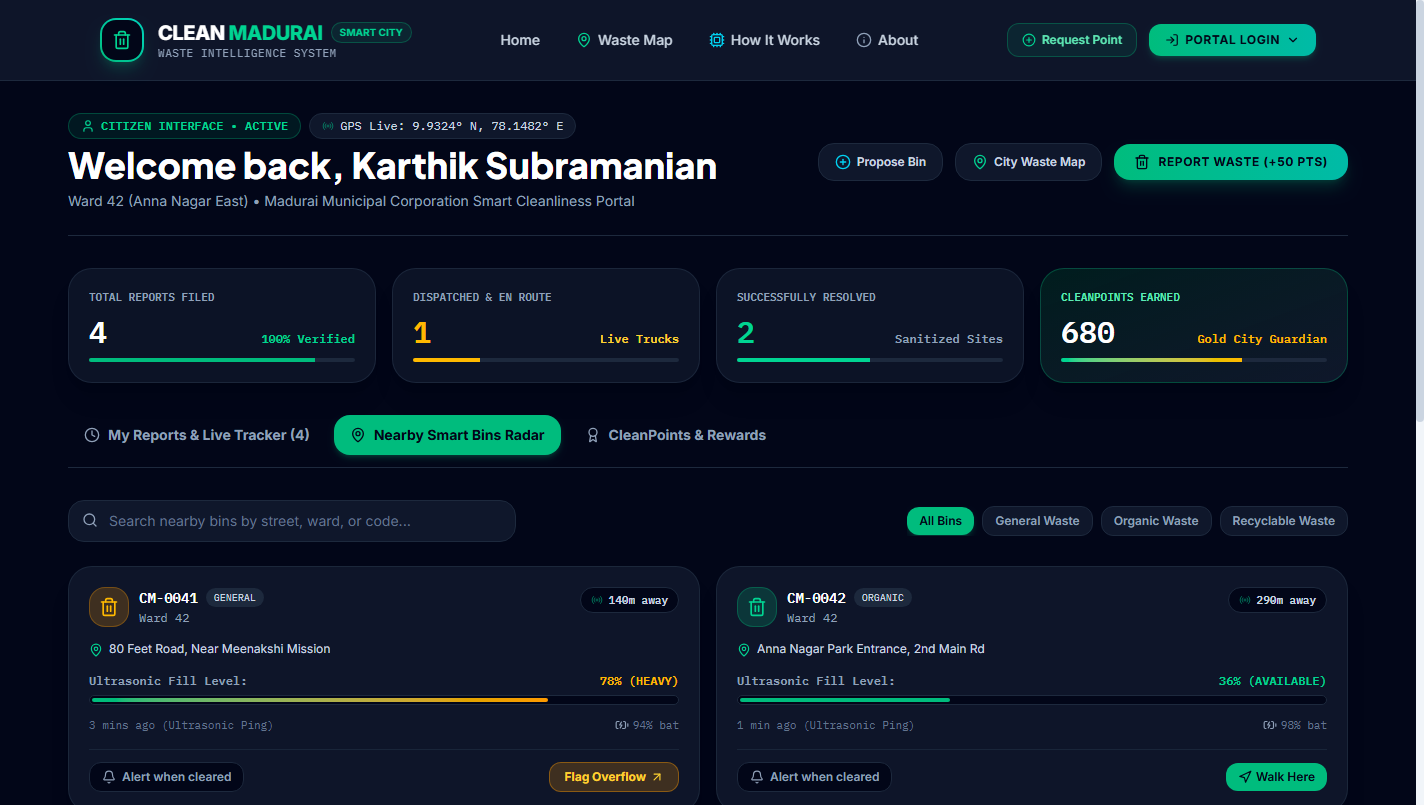 CLEAN MADURAI SMART CITY
WASTE INTELLIGENCE SYSTEM
Home
Waste Map
How It Works
About
Request Point
PORTAL LOGIN
CITIZEN INTERFACE • ACTIVE
GPS Live: 9.9324° N, 78.1482° E
Welcome back, Karthik Subramanian
Ward 42 (Anna Nagar East) • Madurai Municipal Corporation Smart Cleanliness Portal
Propose Bin
City Waste Map
REPORT WASTE (+50 PTS)
TOTAL REPORTS FILED
4
100% Verified
DISPATCHED & EN ROUTE
1
Live Trucks
SUCCESSFULLY RESOLVED
2
Sanitized Sites
CLEANPOINTS EARNED
680
Gold City Guardian
My Reports & Live Tracker (4)
Nearby Smart Bins Radar
CleanPoints & Rewards
Search nearby bins by street, ward, or code...
All Bins
General Waste
Organic Waste
Recyclable Waste
CM-0041 GENERAL
140m away
Ward 42
80 Feet Road, Near Meenakshi Mission
Ultrasonic Fill Level: 78% (HEAVY)
3 mins ago (Ultrasonic Ping) 94% bat
Alert when cleared
Flag Overflow
CM-0042 ORGANIC
290m away
Ward 42
Anna Nagar Park Entrance, 2nd Main Rd
Ultrasonic Fill Level: 36% (AVAILABLE)
1 min ago (Ultrasonic Ping) 98% bat
Alert when cleared
Walk Here